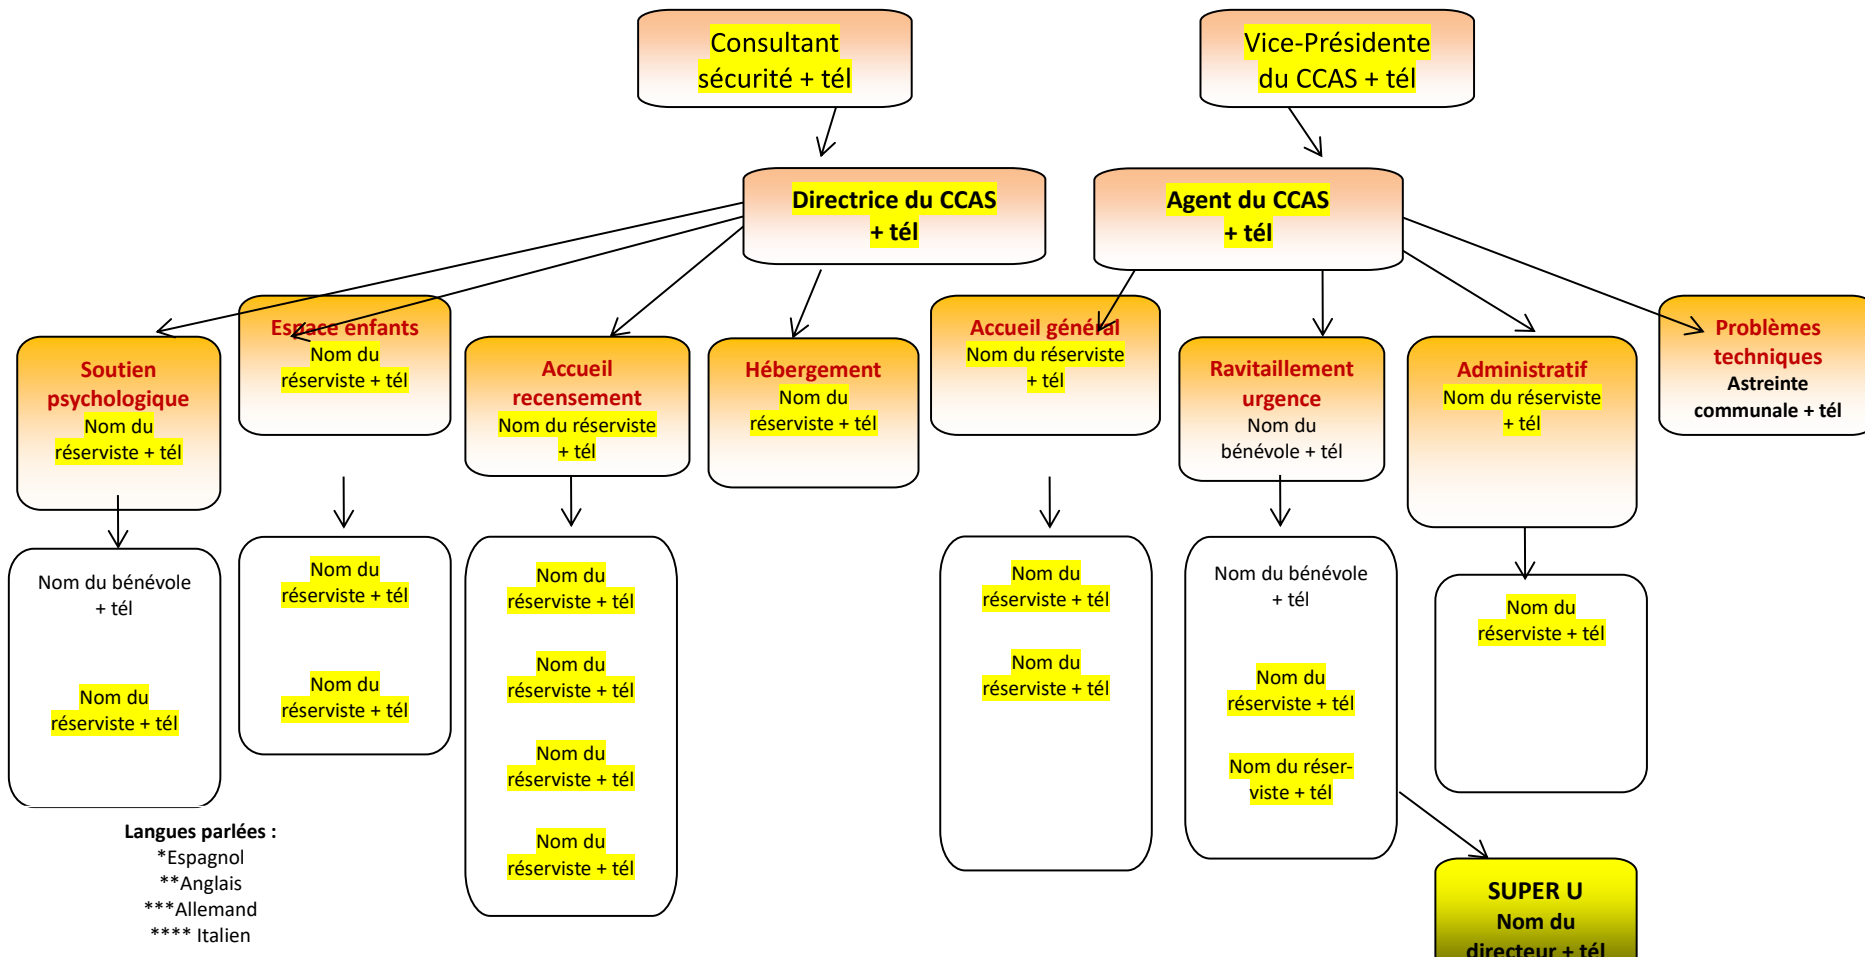 Consultant
sécurité + tél
Vice-Présidente
du CCAS + tél
Directrice du CCAS
+ tél
Agent du CCAS
+ tél
Soutien
psychologique
Nom du
réserviste + tél
Espace enfants
Nom du
réserviste + tél
Accueil
recensement
Nom du réserviste
+ tél
Hébergement
Nom du
réserviste + tél
Accueil général
Nom du réserviste
+ tél
Ravitaillement
urgence
Nom du
bénévole + tél
Administratif
Nom du réserviste
+ tél
Problèmes
techniques
Astreinte
communale + tél
Nom du bénévole
+ tél
Nom du
réserviste + tél
Nom du
réserviste + tél
Nom du
réserviste + tél
Nom du
réserviste + tél
Nom du
réserviste + tél
Nom du
réserviste + tél
Nom du
réserviste + tél
Nom du
réserviste + tél
Nom du
réserviste + tél
Nom du bénévole
+ tél
Nom du
réserviste + tél
Nom du réser-
viste + tél
Nom du
réserviste + tél
Langues parlées :
*Espagnol
**Anglais
***Allemand
**** Italien
SUPER U
Nom du
directeur + tél